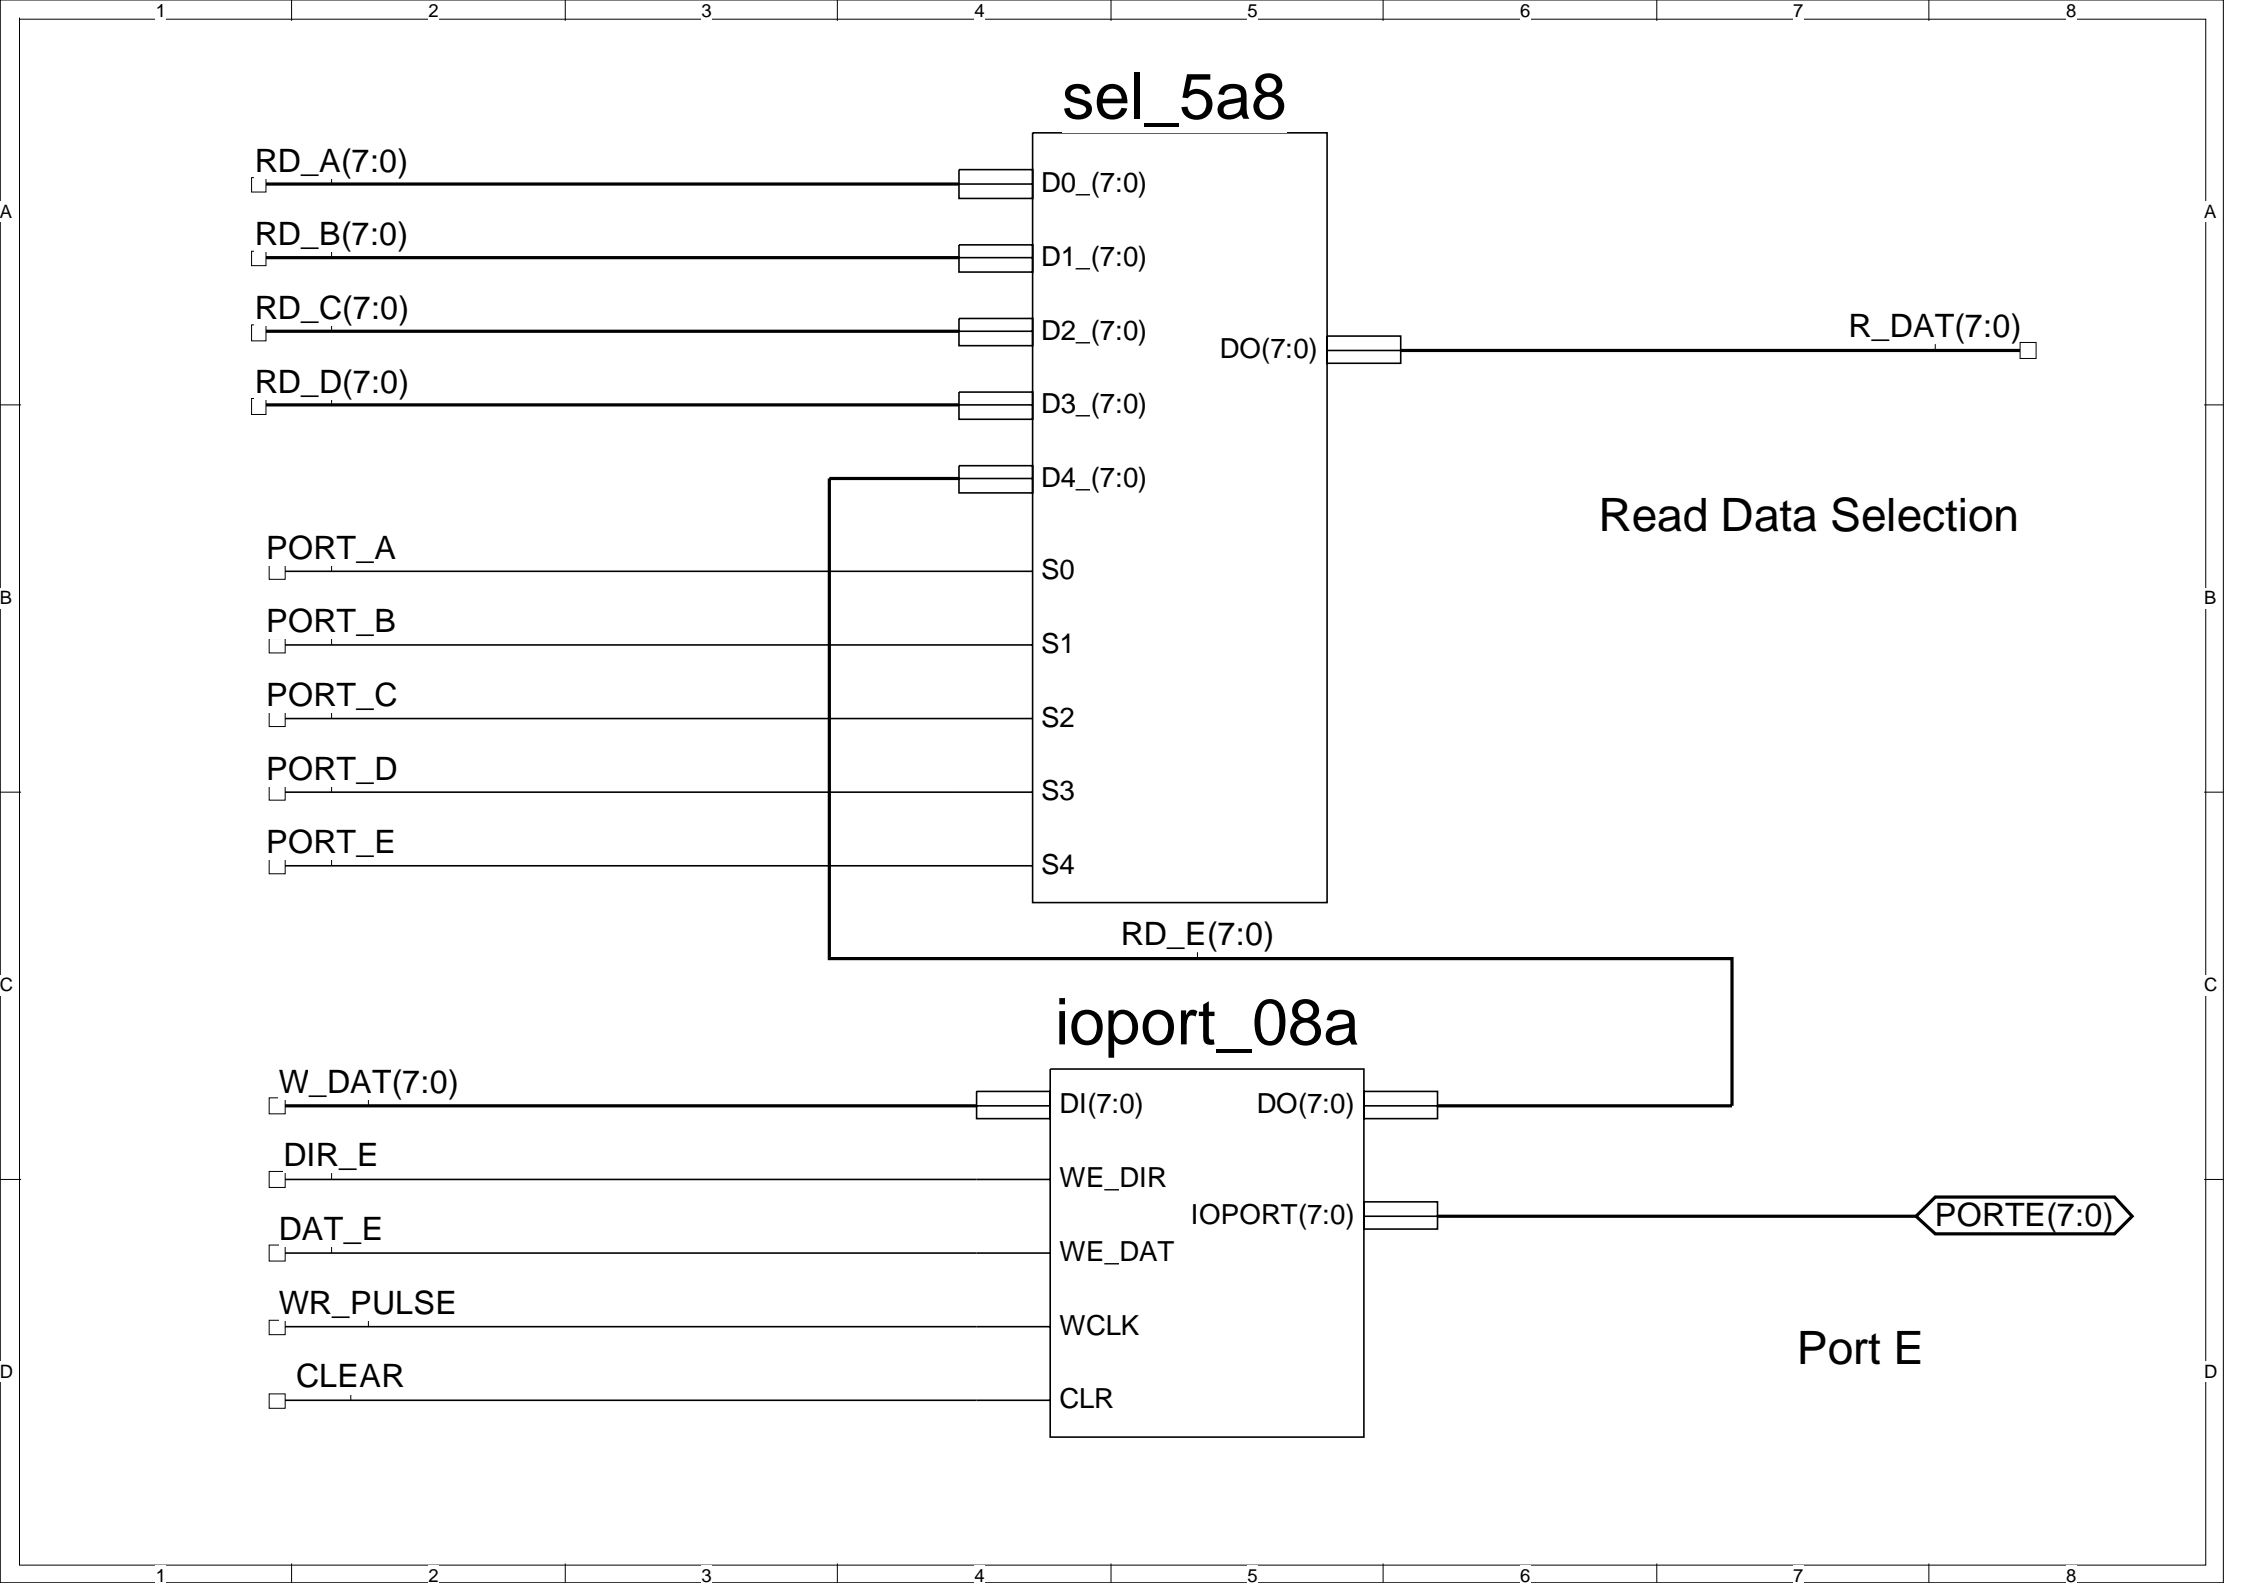 1 2 3 4 5 6 7 8
sel_5a8
RD_A(7:0)
D0_(7:0)
A
A
RD_B(7:0)
D1_(7:0)
RD_C(7:0)
D2_(7:0)
R_DAT(7:0)
DO(7:0)
RD_D(7:0)
D3_(7:0)
D4_(7:0)
Read Data Selection
PORT_A
S0
B
B
PORT_B
S1
PORT_C
S2
PORT_D
S3
PORT_E
S4
RD_E(7:0)
C
C
ioport_08a
W_DAT(7:0)
DI(7:0)
DO(7:0)
DIR_E
WE_DIR
IOPORT(7:0)
PORTE(7:0)
DAT_E
WE_DAT
WR_PULSE
WCLK
Port E
D
D
CLEAR
CLR
1 2 3 4 5 6 7 8